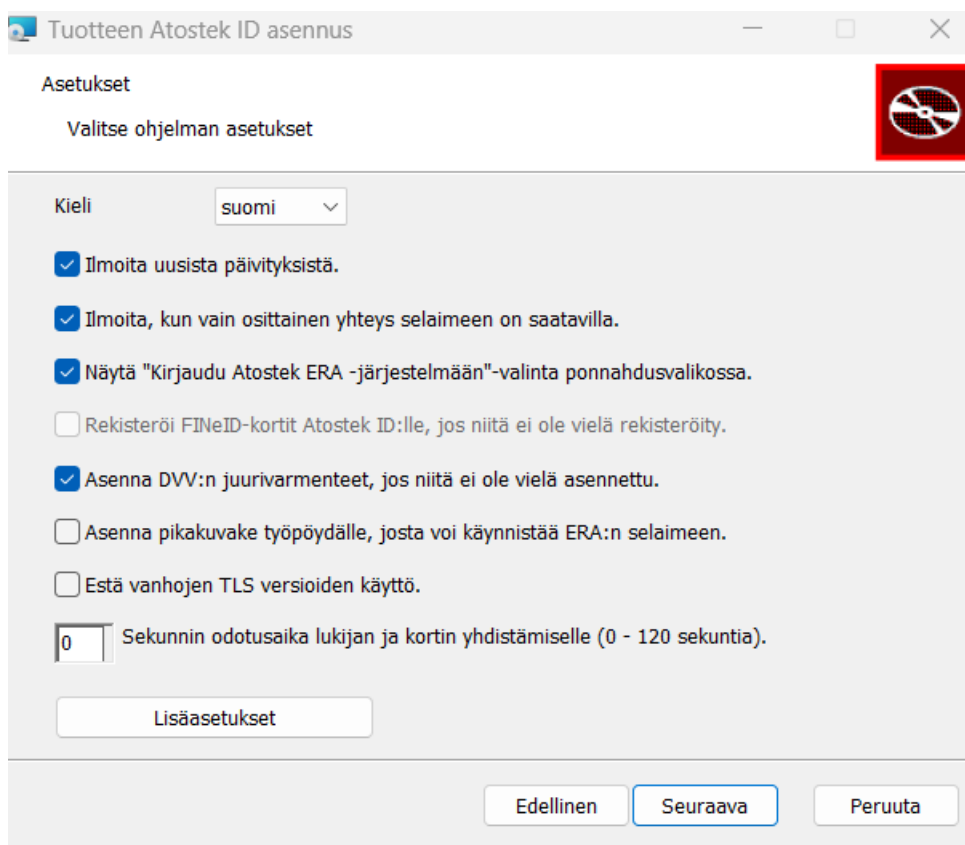 Tuotteen Atostek ID asennus
Asetukset
Valitse ohjelman asetukset
Kieli
suomi
Ilmoita uusista päivityksistä.
Ilmoita, kun vain osittainen yhteys selaimeen on saatavilla.
Näytä "Kirjaudu Atostek ERA -järjestelmään"-valinta ponnahdusvalikossa.
Rekisteröi FINeID-kortit Atostek ID:lle, jos niitä ei ole vielä rekisteröity.
Asenna DVV:n juurivarmenteet, jos niitä ei ole vielä asennettu.
Asenna pikakuvake työpöydälle, josta voi käynnistää ERA:n selaimeen.
Estä vanhojen TLS versioiden käyttö.
0 Sekunnin odotusaika lukijan ja kortin yhdistämiselle (0 - 120 sekuntia).
Lisäasetukset
Edellinen Seuraava Peruuta